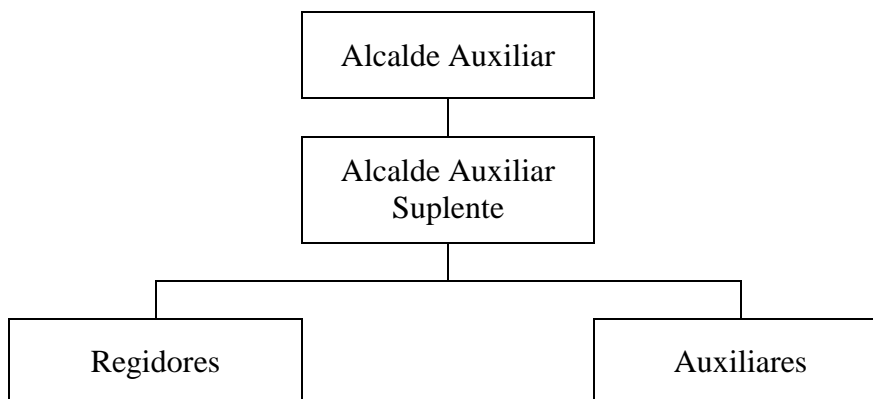 Alcalde Auxiliar
Alcalde Auxiliar
Suplente
Regidores
Auxiliares